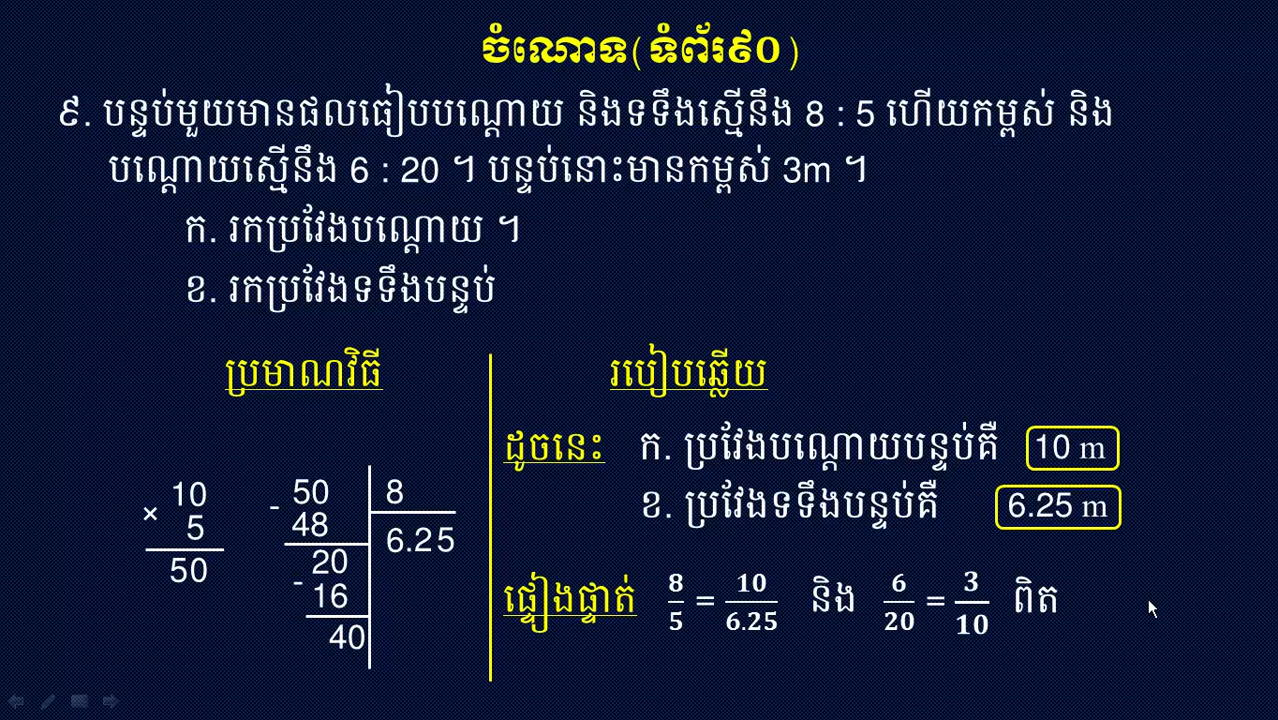 ចំណោទ(ទំព័រ៩០)
៩. បន្ទប់មួយមានផលធៀបបណ្តោយ និងទទឹងស្មើនឹង 8 : 5 ហើយកម្ពស់ និង
បណ្តោយស្មើនឹង 6 : 20 ។ បន្ទប់នោះមានកម្ពស់ 3m ។
ក. រកប្រវែងបណ្តោយ ។
ខ. រកប្រវែងទទឹងបន្ទប់
ប្រមាណវិធី
× 10
5
50
- 50 8
48 6.25
- 20
16
40
របៀបឆ្លើយ
ដូចនេះ ក. ប្រវែងបណ្តោយបន្ទប់គឺ 10 m
ខ. ប្រវែងទទឹងបន្ទប់គឺ 6.25 m
ផ្ទៀងផ្ទាត់ 8/5 = 10/6.25 និង 6/20 = 3/10 ពិត